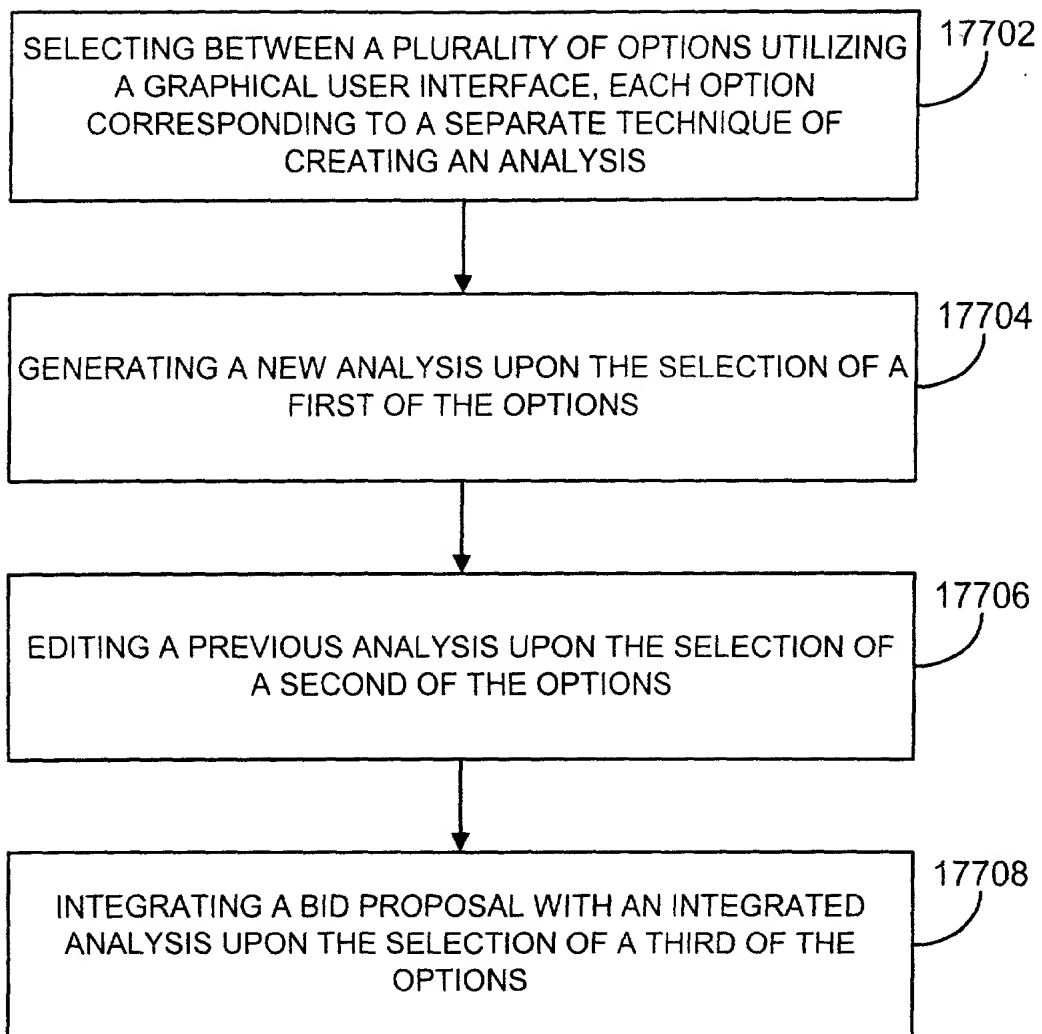 SELECTING BETWEEN A PLURALITY OF OPTIONS UTILIZING
A GRAPHICAL USER INTERFACE, EACH OPTION
CORRESPONDING TO A SEPARATE TECHNIQUE OF
CREATING AN ANALYSIS
17702
GENERATING A NEW ANALYSIS UPON THE SELECTION OF A
FIRST OF THE OPTIONS
17704
EDITING A PREVIOUS ANALYSIS UPON THE SELECTION OF
A SECOND OF THE OPTIONS
17706
INTEGRATING A BID PROPOSAL WITH AN INTEGRATED
ANALYSIS UPON THE SELECTION OF A THIRD OF THE
OPTIONS
17708